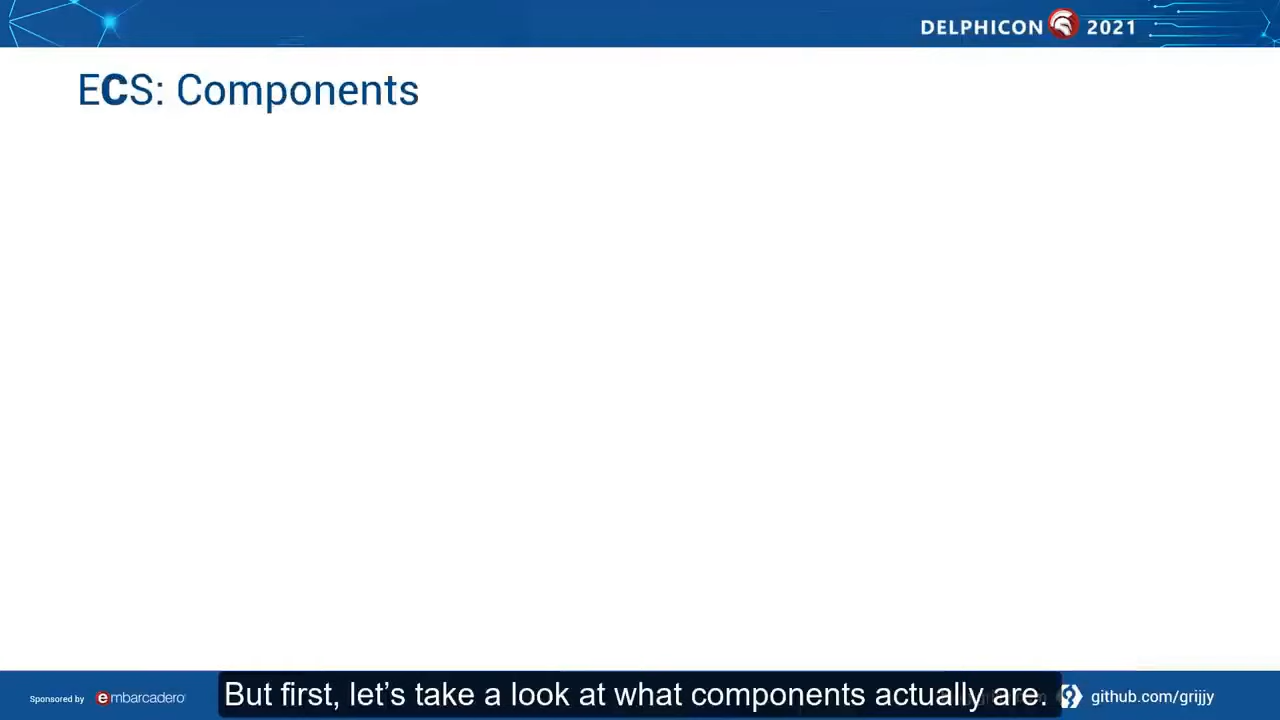 DELPHICON 2021
ECS: Components
Sponsored by embarcadero
But first, let's take a look at what components actually are.
github.com/grijjy